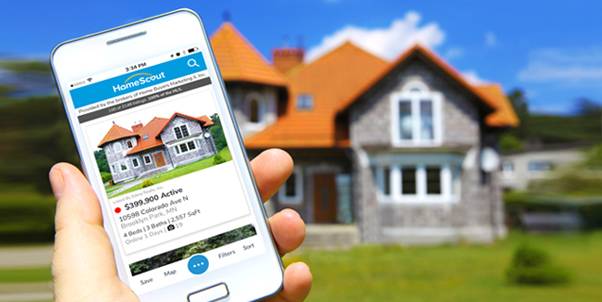 3:34 PM
HomeScout
Provided by the brokers of Home Buyers Marketing II, Inc.
$399,900 Active
10598 Colorado Ave N
Brooklyn Park, MN
4 Beds | 3 Baths | 2,557 SqFt
Online 1 Days | 19
Save Map Filters Sort